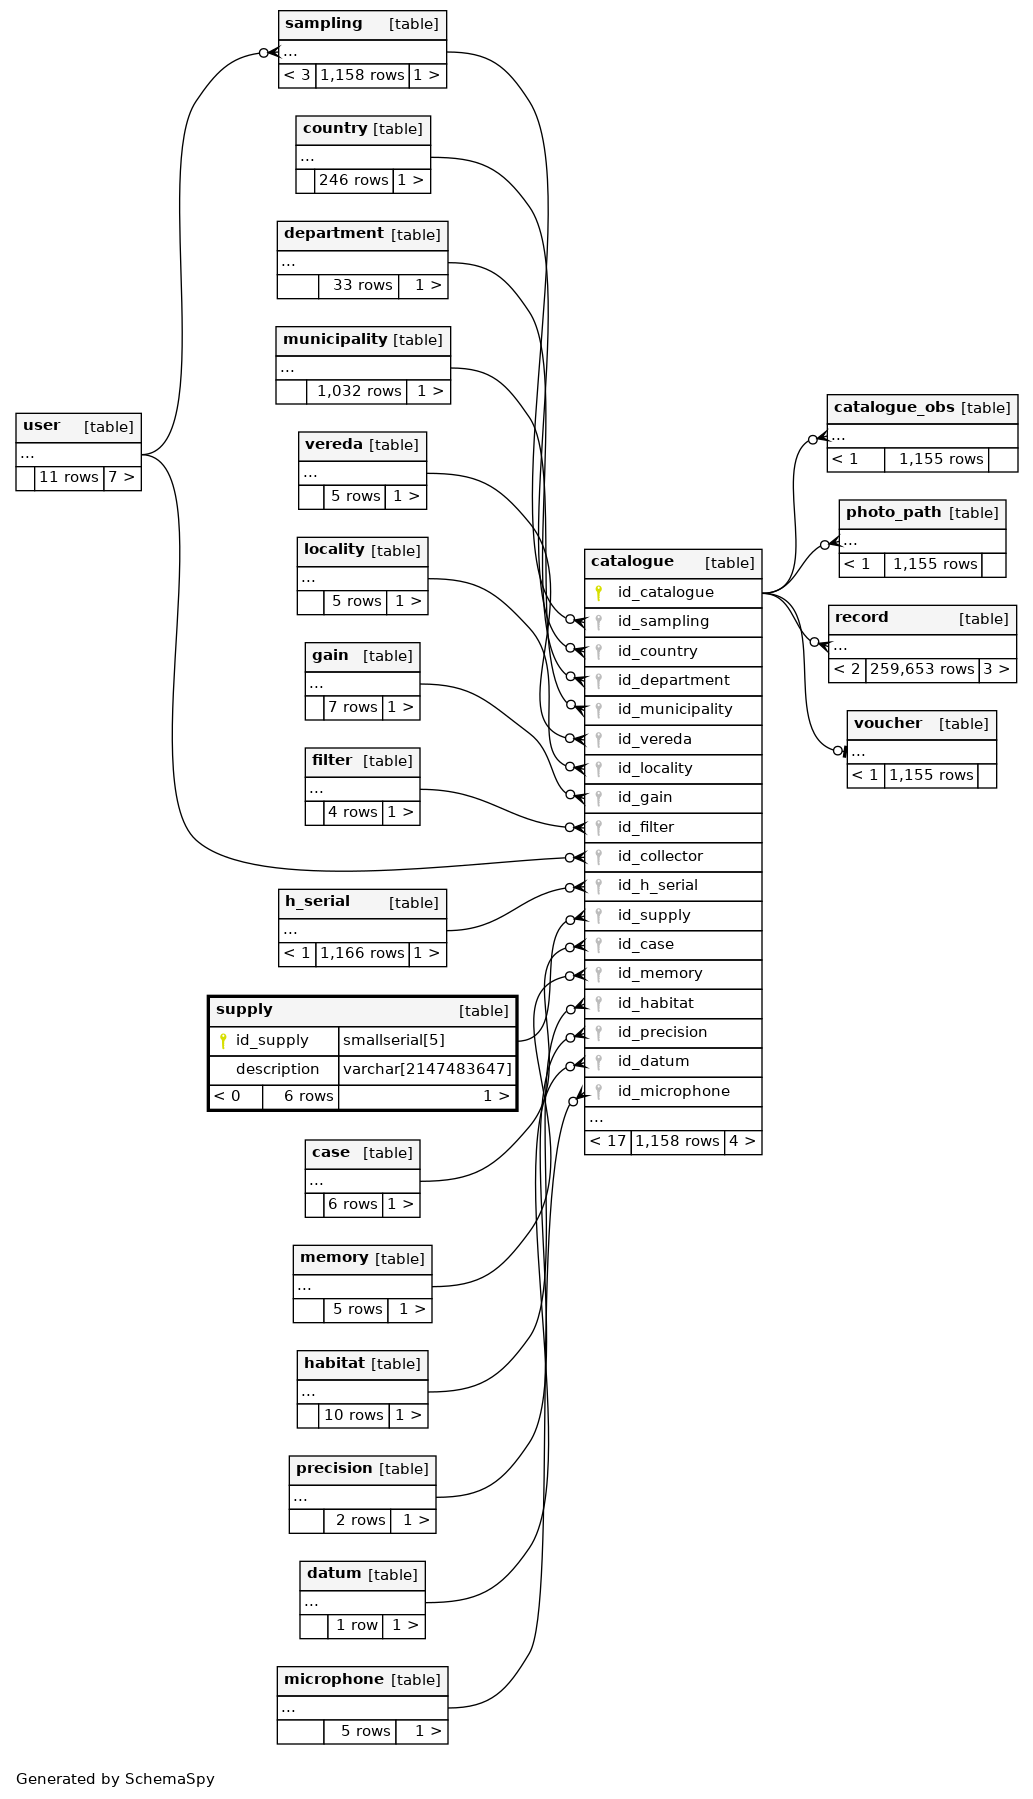 sampling [table]
...
< 3 1,158 rows 1 >
country [table]
...
246 rows 1 >
department [table]
...
33 rows 1 >
municipality [table]
...
1,032 rows 1 >
vereda [table]
...
5 rows 1 >
locality [table]
...
5 rows 1 >
gain [table]
...
7 rows 1 >
filter [table]
...
4 rows 1 >
user [table]
...
11 rows 7 >
h_serial [table]
...
< 1 1,166 rows 1 >
supply [table]
id_supply smallserial[5]
description varchar[2147483647]
< 0 6 rows 1 >
case [table]
...
6 rows 1 >
memory [table]
...
5 rows 1 >
habitat [table]
...
10 rows 1 >
precision [table]
...
2 rows 1 >
datum [table]
...
1 row 1 >
microphone [table]
...
5 rows 1 >
catalogue [table]
id_catalogue
id_sampling
id_country
id_department
id_municipality
id_vereda
id_locality
id_gain
id_filter
id_collector
id_h_serial
id_supply
id_case
id_memory
id_habitat
id_precision
id_datum
id_microphone
...
< 17 1,158 rows 4 >
catalogue_obs [table]
...
< 1 1,155 rows
photo_path [table]
...
< 1 1,155 rows
record [table]
...
< 2 259,653 rows 3 >
voucher [table]
...
< 1 1,155 rows
Generated by SchemaSpy